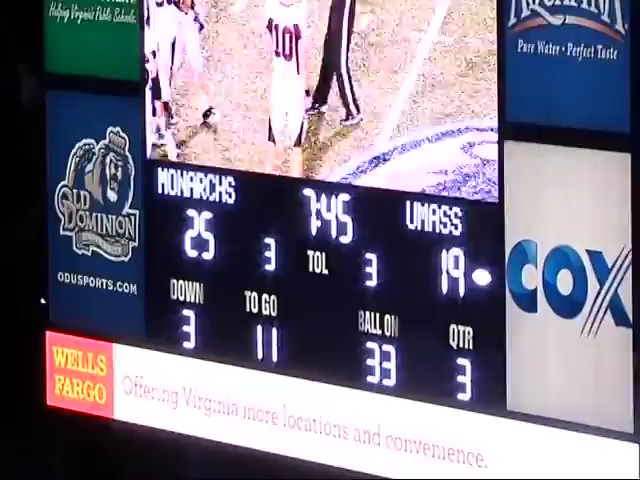 Helping Virginia's Public Schools.
Pure Water • Perfect Taste
10
OLD DOMINION
UNIVERSITY
ODUSPORTS.COM
MONARCHS 7:45 UMASS
25 3 TOL 3 19
DOWN TO GO BALL ON QTR
3 11 33 3
COX
WELLS FARGO
Offering Virginia more locations and convenience.